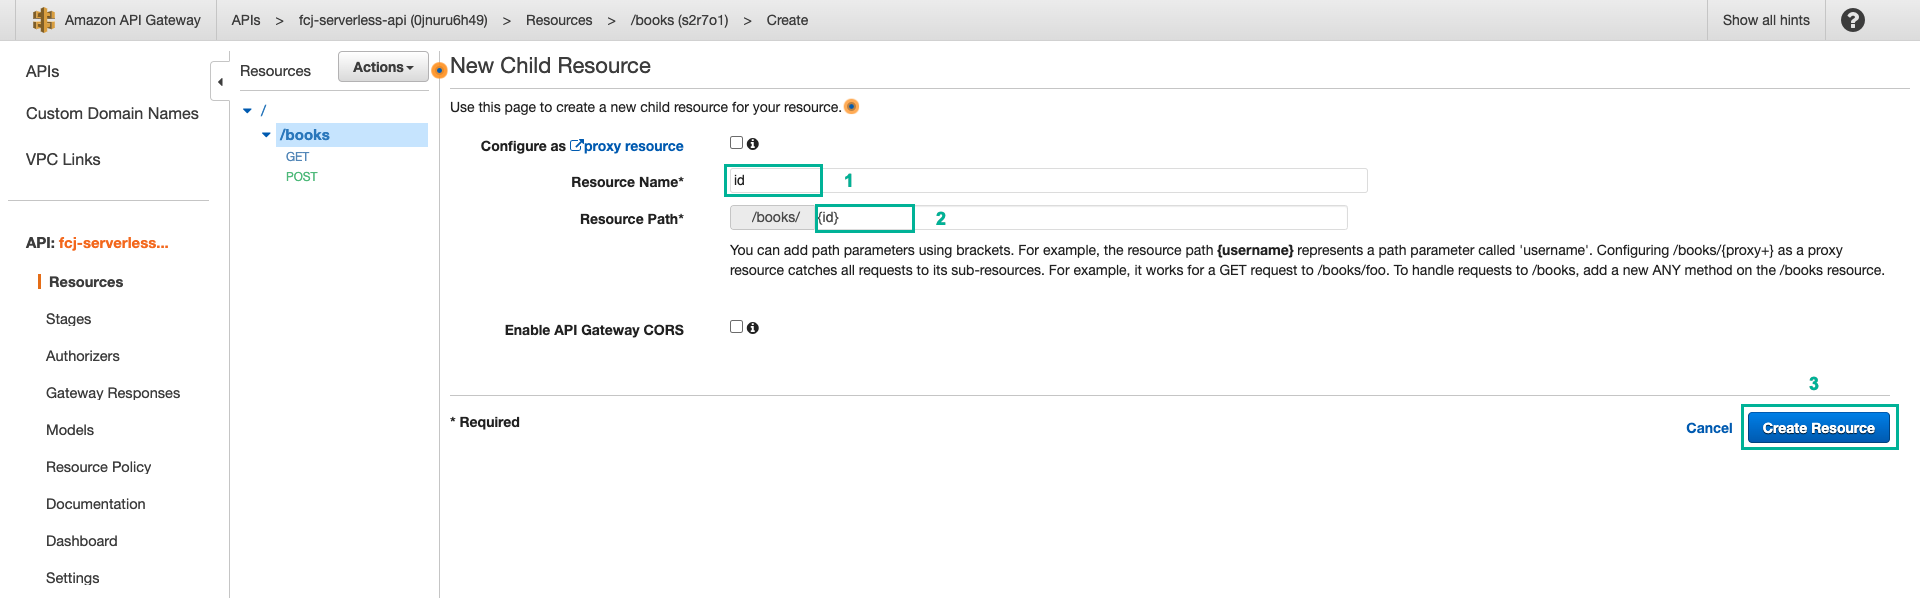 Amazon API Gateway APIs > fcj-serverless-api (0jnuru6h49) > Resources > /books (s2r7o1) > Create Show all hints ?
APIs
Custom Domain Names
VPC Links
API: fcj-serverless...
Resources
Stages
Authorizers
Gateway Responses
Models
Resource Policy
Documentation
Dashboard
Settings
Resources Actions
/
/books
GET
POST
New Child Resource
Use this page to create a new child resource for your resource.
Configure as proxy resource
Resource Name* id 1
Resource Path* /books/ {id} 2
You can add path parameters using brackets. For example, the resource path {username} represents a path parameter called 'username'. Configuring /books/{proxy+} as a proxy
resource catches all requests to its sub-resources. For example, it works for a GET request to /books/foo. To handle requests to /books, add a new ANY method on the /books resource.
Enable API Gateway CORS
3
* Required Cancel Create Resource